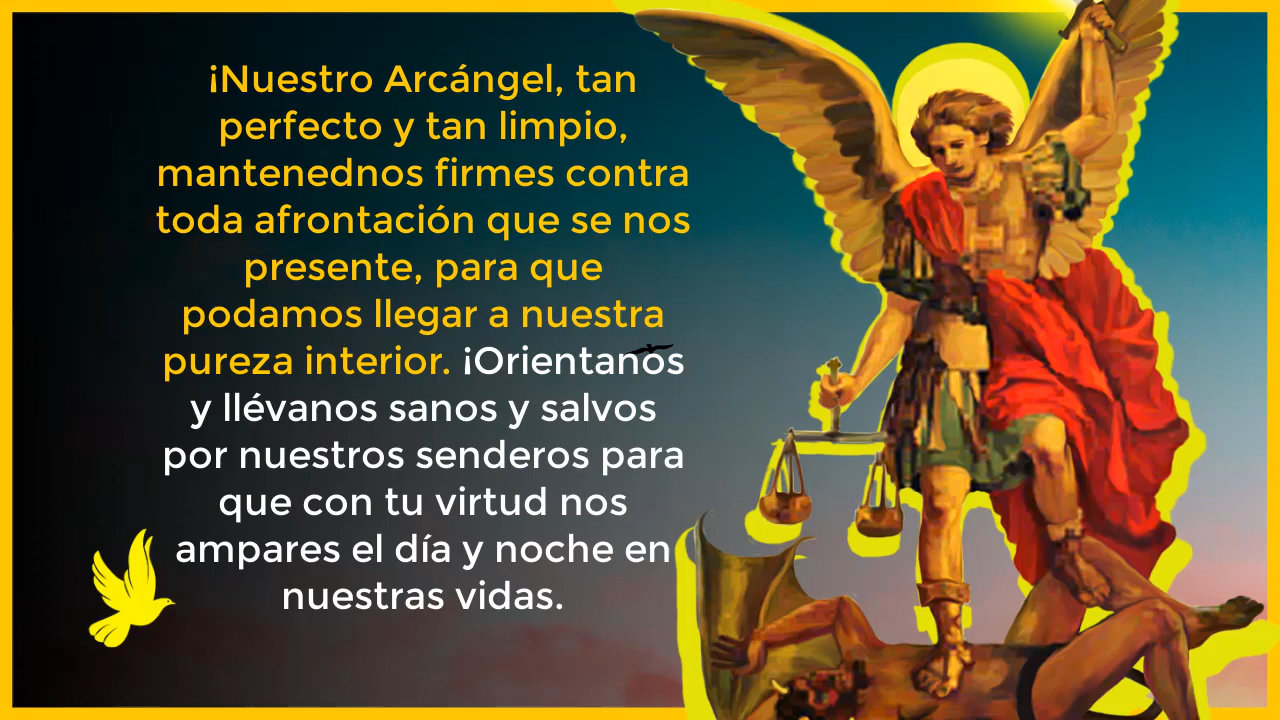 ¡Nuestro Arcángel, tan
perfecto y tan limpio,
mantenednos firmes contra
toda afrontación que se nos
presente, para que
podamos llegar a nuestra
pureza interior. ¡Orientanos
y llévanos sanos y salvos
por nuestros senderos para
que con tu virtud nos
ampares el día y noche en
nuestras vidas.